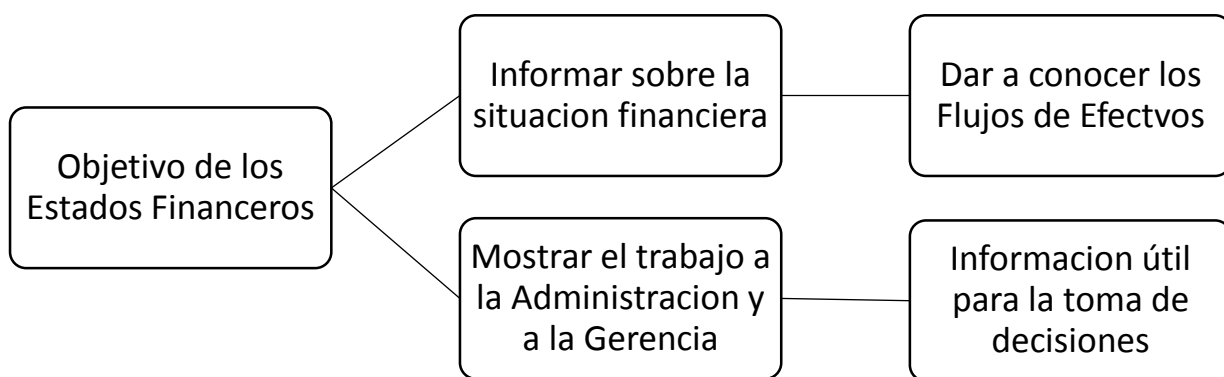 Objetivo de los
Estados Financeros
Informar sobre la
situacion financiera
Dar a conocer los
Flujos de Efectvos
Mostrar el trabajo a
la Administracion y
a la Gerencia
Informacion útil
para la toma de
decisiones